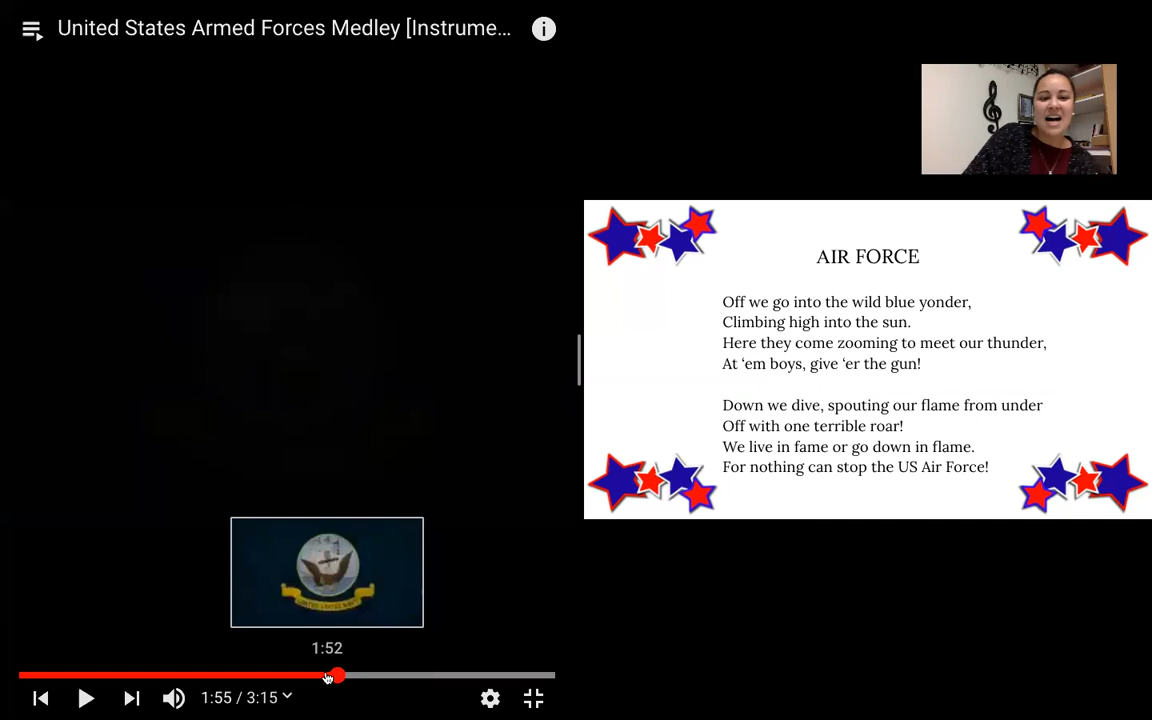 United States Armed Forces Medley [Instrume...
AIR FORCE
Off we go into the wild blue yonder,
Climbing high into the sun.
Here they come zooming to meet our thunder,
At ‘em boys, give ‘er the gun!
Down we dive, spouting our flame from under
Off with one terrible roar!
We live in fame or go down in flame.
For nothing can stop the US Air Force!
UNITED STATES NAVY
1:52
1:55 / 3:15